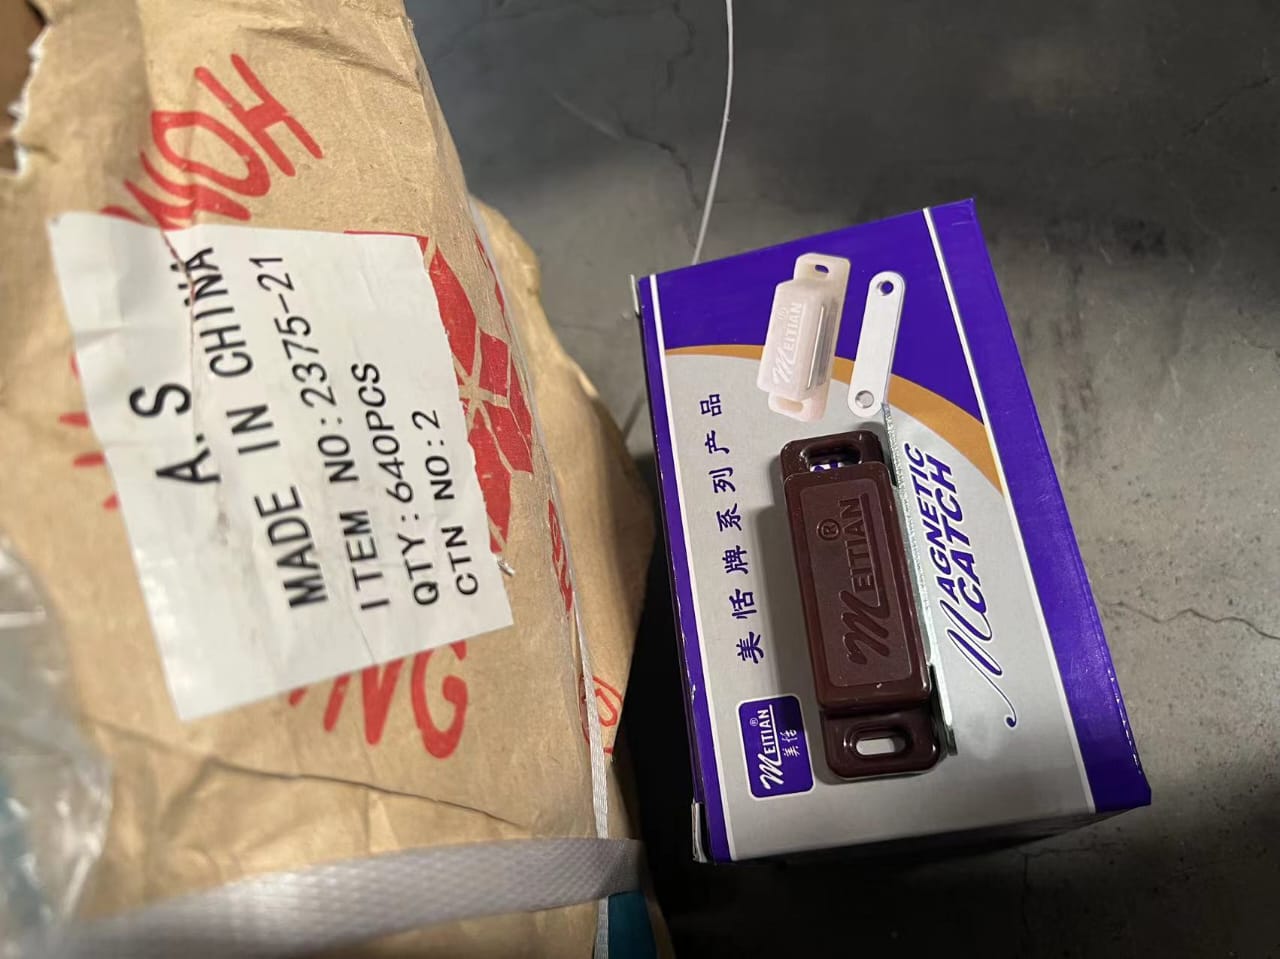 A.S
MADE IN CHINA
ITEM NO:2375-21
QTY:640PCS
CTN NO:2
MEITIAN®
美恬牌系列产品
MEITIAN®
MAGNETIC
CATCH
MEITIAN®
美恬